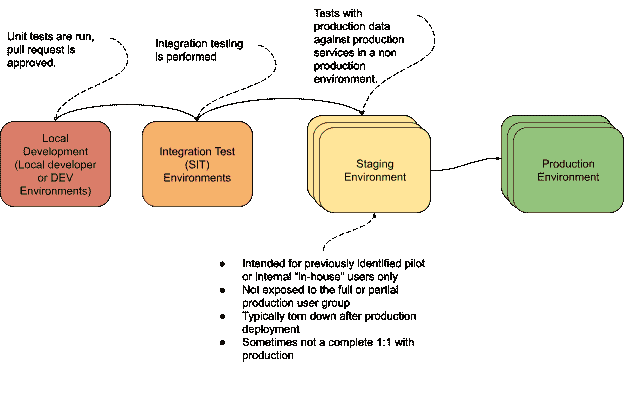 Unit tests are run,
pull request is
approved.
Integration testing
is performed
Tests with
production data
against production
services in a non
production
environment.
Local
Development
(Local developer
or DEV
Environments)
Integration Test
(SIT)
Environments
Staging
Environment
Production
Environment
● Intended for previously identified pilot
or internal "in-house" users only
● Not exposed to the full or partial
production user group
● Typically torn down after production
deployment
● Sometimes not a complete 1:1 with
production